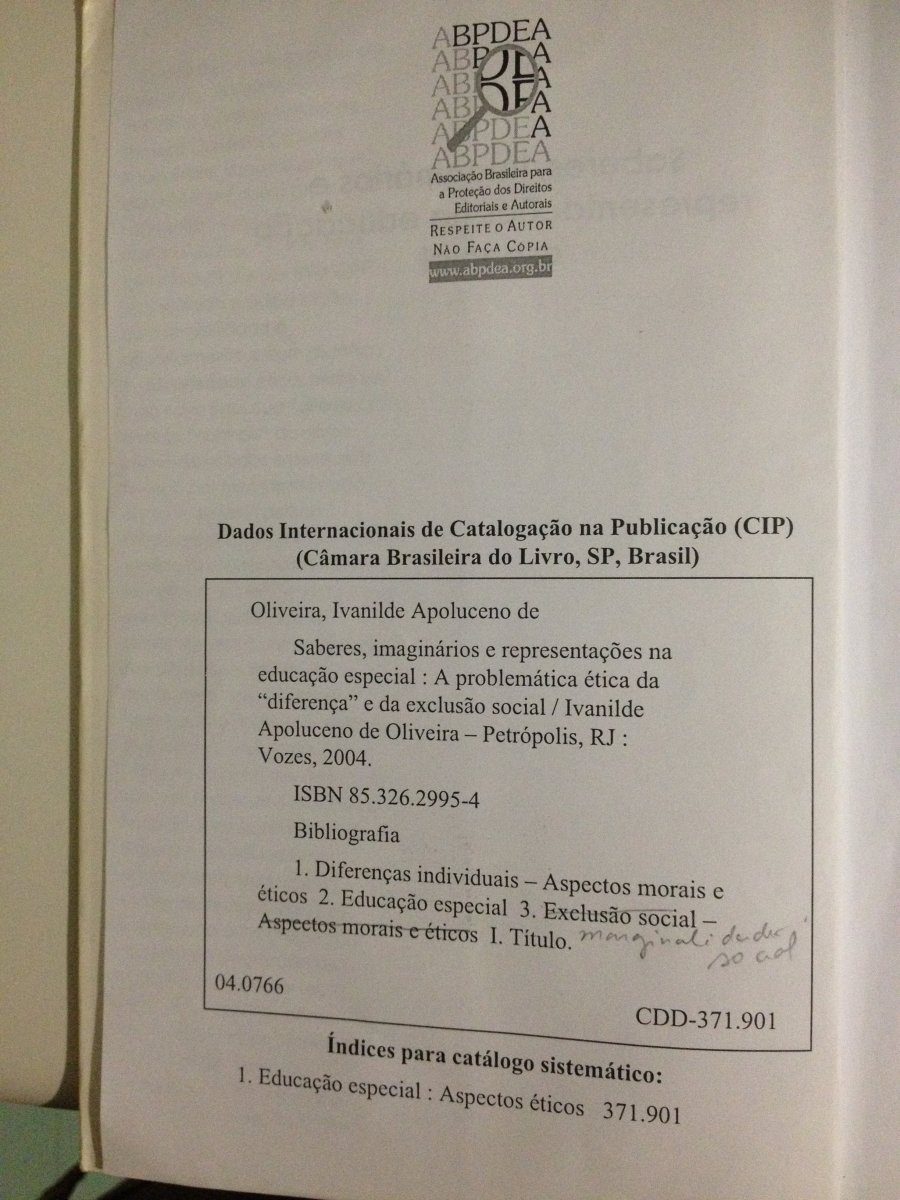 ABPDEA
ABPDEA
ABPDEA
ABPDEA
ABPDEA
ABPDEA
Associação Brasileira para
a Proteção dos Direitos
Editoriais e Autorais
RESPEITE O AUTOR
NÃO FAÇA CÓPIA
www.abpdea.org.br
Dados Internacionais de Catalogação na Publicação (CIP)
(Câmara Brasileira do Livro, SP, Brasil)
Oliveira, Ivanilde Apoluceno de
Saberes, imaginários e representações na
educação especial : A problemática ética da
“diferença” e da exclusão social / Ivanilde
Apoluceno de Oliveira – Petrópolis, RJ :
Vozes, 2004.
ISBN 85.326.2995-4
Bibliografia
1. Diferenças individuais – Aspectos morais e
éticos 2. Educação especial 3. Exclusão social –
Aspectos morais e éticos I. Título. marginalidade
social
04.0766
CDD-371.901
Índices para catálogo sistemático:
1. Educação especial : Aspectos éticos 371.901